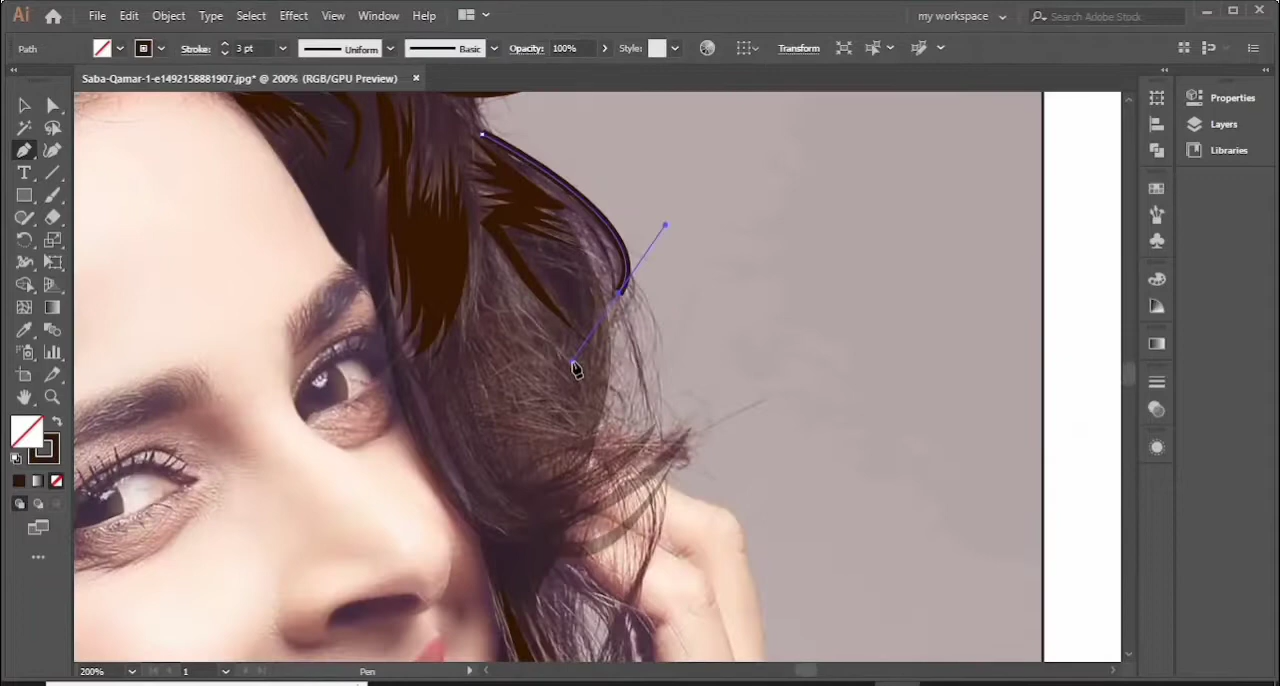 Ai File Edit Object Type Select Effect View Window Help my workspace Search Adobe Stock
Path Stroke: 3 pt Uniform Basic Opacity: 100% Style: Transform
Saba-Qamar-1-e1492158881907.jpg* @ 200% (RGB/GPU Preview) ×
Properties
Layers
Libraries
200% 1 Pen